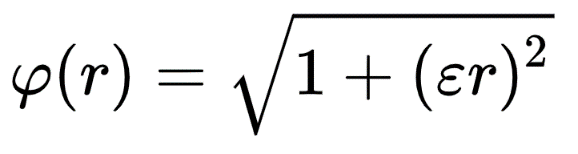 φ(r) = √(1 + (εr)²)